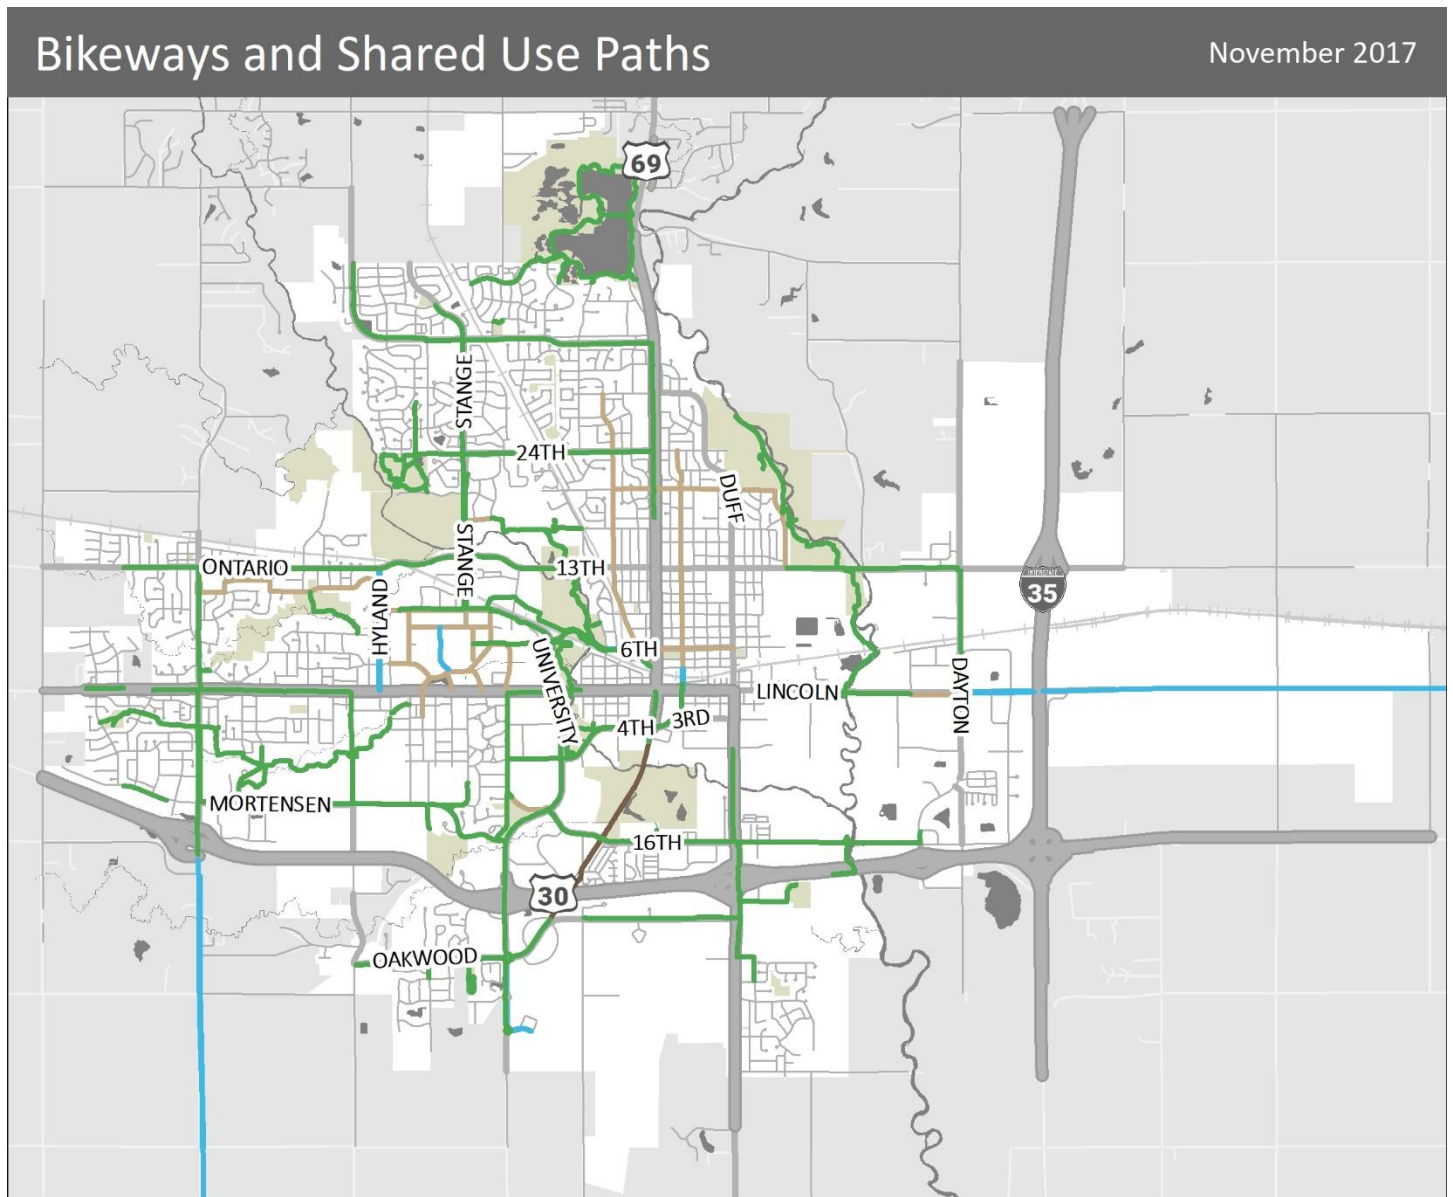 Bikeways and Shared Use Paths
November 2017
69
STANGE
24TH
DUFF
STANGE
ONTARIO
13TH
INTERSTATE
35
HYLAND
6TH
UNIVERSITY
DAYTON
LINCOLN
4TH
3RD
MORTENSEN
16TH
30
OAKWOOD